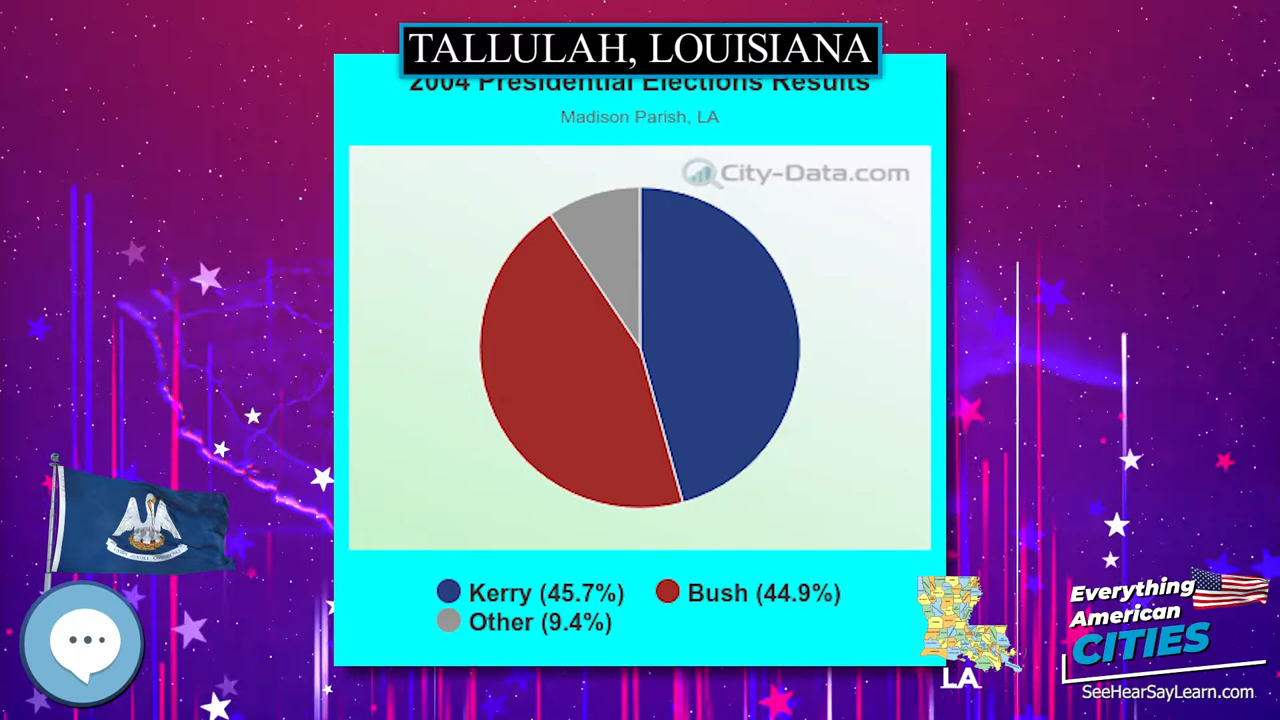 TALLULAH, LOUISIANA
2004 Presidential Elections Results
Madison Parish, LA
City-Data.com
Kerry (45.7%) Bush (44.9%)
Other (9.4%)
LA
Everything
American
CITIES
SeeHearSayLearn.com